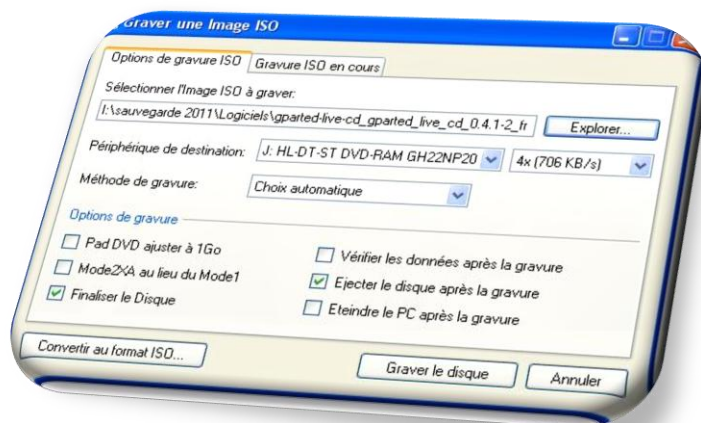 Graver une Image ISO
Options de gravure ISO
Gravure ISO en cours
Sélectionner l'Image ISO à graver:
I:\sauvegarde 2011\Logiciels\gparted-live-cd_gparted_live_cd_0.4.1-2_fr
Explorer...
Périphérique de destination:
J: HL-DT-ST DVD-RAM GH22NP20
4x (706 KB/s)
Méthode de gravure:
Choix automatique
Options de gravure
Pad DVD ajuster à 1Go
Mode2XA au lieu du Mode1
Finaliser le Disque
Vérifier les données après la gravure
Ejecter le disque après la gravure
Eteindre le PC après la gravure
Convertir au format ISO...
Graver le disque
Annuler